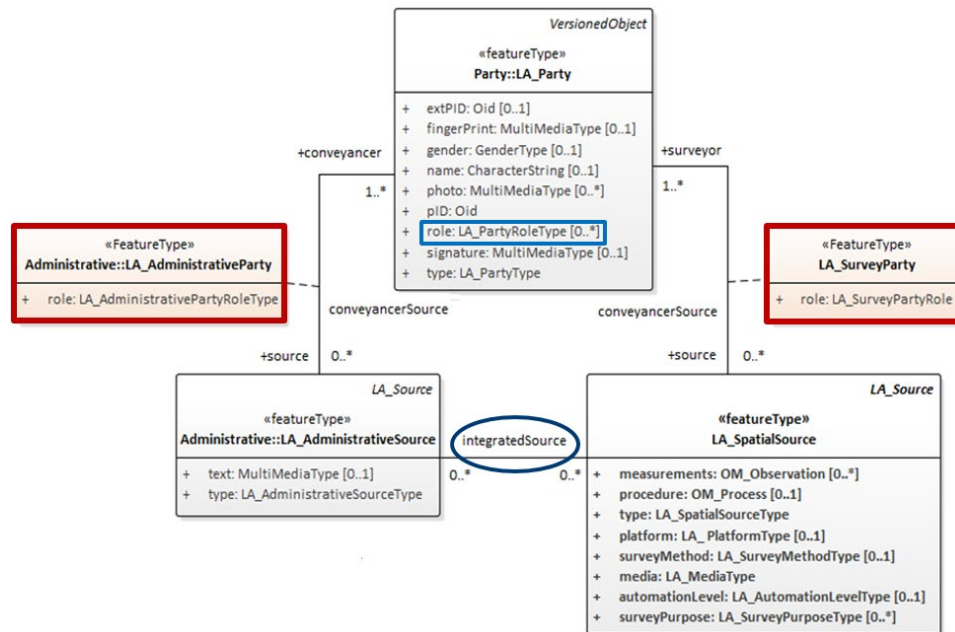 VersionedObject
«featureType»
Party::LA_Party
+ extPID: Oid [0..1]
+ fingerPrint: MultiMediaType [0..1]
+ gender: GenderType [0..1]
+ name: CharacterString [0..1]
+ photo: MultiMediaType [0..*]
+ pID: Oid
+ role: LA_PartyRoleType [0..*]
+ signature: MultiMediaType [0..1]
+ type: LA_PartyType
+conveyancer
1..*
+surveyor
1..*
«FeatureType»
Administrative::LA_AdministrativeParty
+ role: LA_AdministrativePartyRoleType
«FeatureType»
LA_SurveyParty
+ role: LA_SurveyPartyRole
conveyancerSource
conveyancerSource
+source 0..*
+source 0..*
LA_Source
«featureType»
Administrative::LA_AdministrativeSource
+ text: MultiMediaType [0..1]
+ type: LA_AdministrativeSourceType
integratedSource
0..* 0..*
LA_Source
«featureType»
LA_SpatialSource
+ measurements: OM_Observation [0..*]
+ procedure: OM_Process [0..1]
+ type: LA_SpatialSourceType
+ platform: LA_ PlatformType [0..1]
+ surveyMethod: LA_SurveyMethodType [0..1]
+ media: LA_MediaType
+ automationLevel: LA_AutomationLevelType [0..1]
+ surveyPurpose: LA_SurveyPurposeType [0..*]